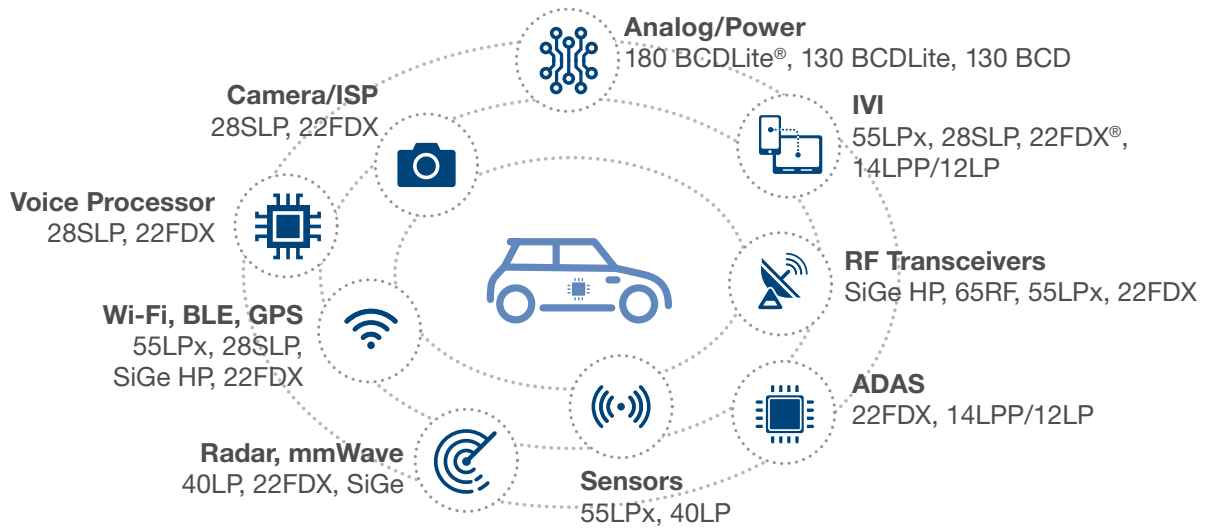 Analog/Power
180 BCDLite®, 130 BCDLite, 130 BCD
Camera/ISP
28SLP, 22FDX
IVI
55LPx, 28SLP, 22FDX®,
14LPP/12LP
Voice Processor
28SLP, 22FDX
RF Transceivers
SiGe HP, 65RF, 55LPx, 22FDX
Wi-Fi, BLE, GPS
55LPx, 28SLP,
SiGe HP, 22FDX
ADAS
22FDX, 14LPP/12LP
Radar, mmWave
40LP, 22FDX, SiGe
Sensors
55LPx, 40LP